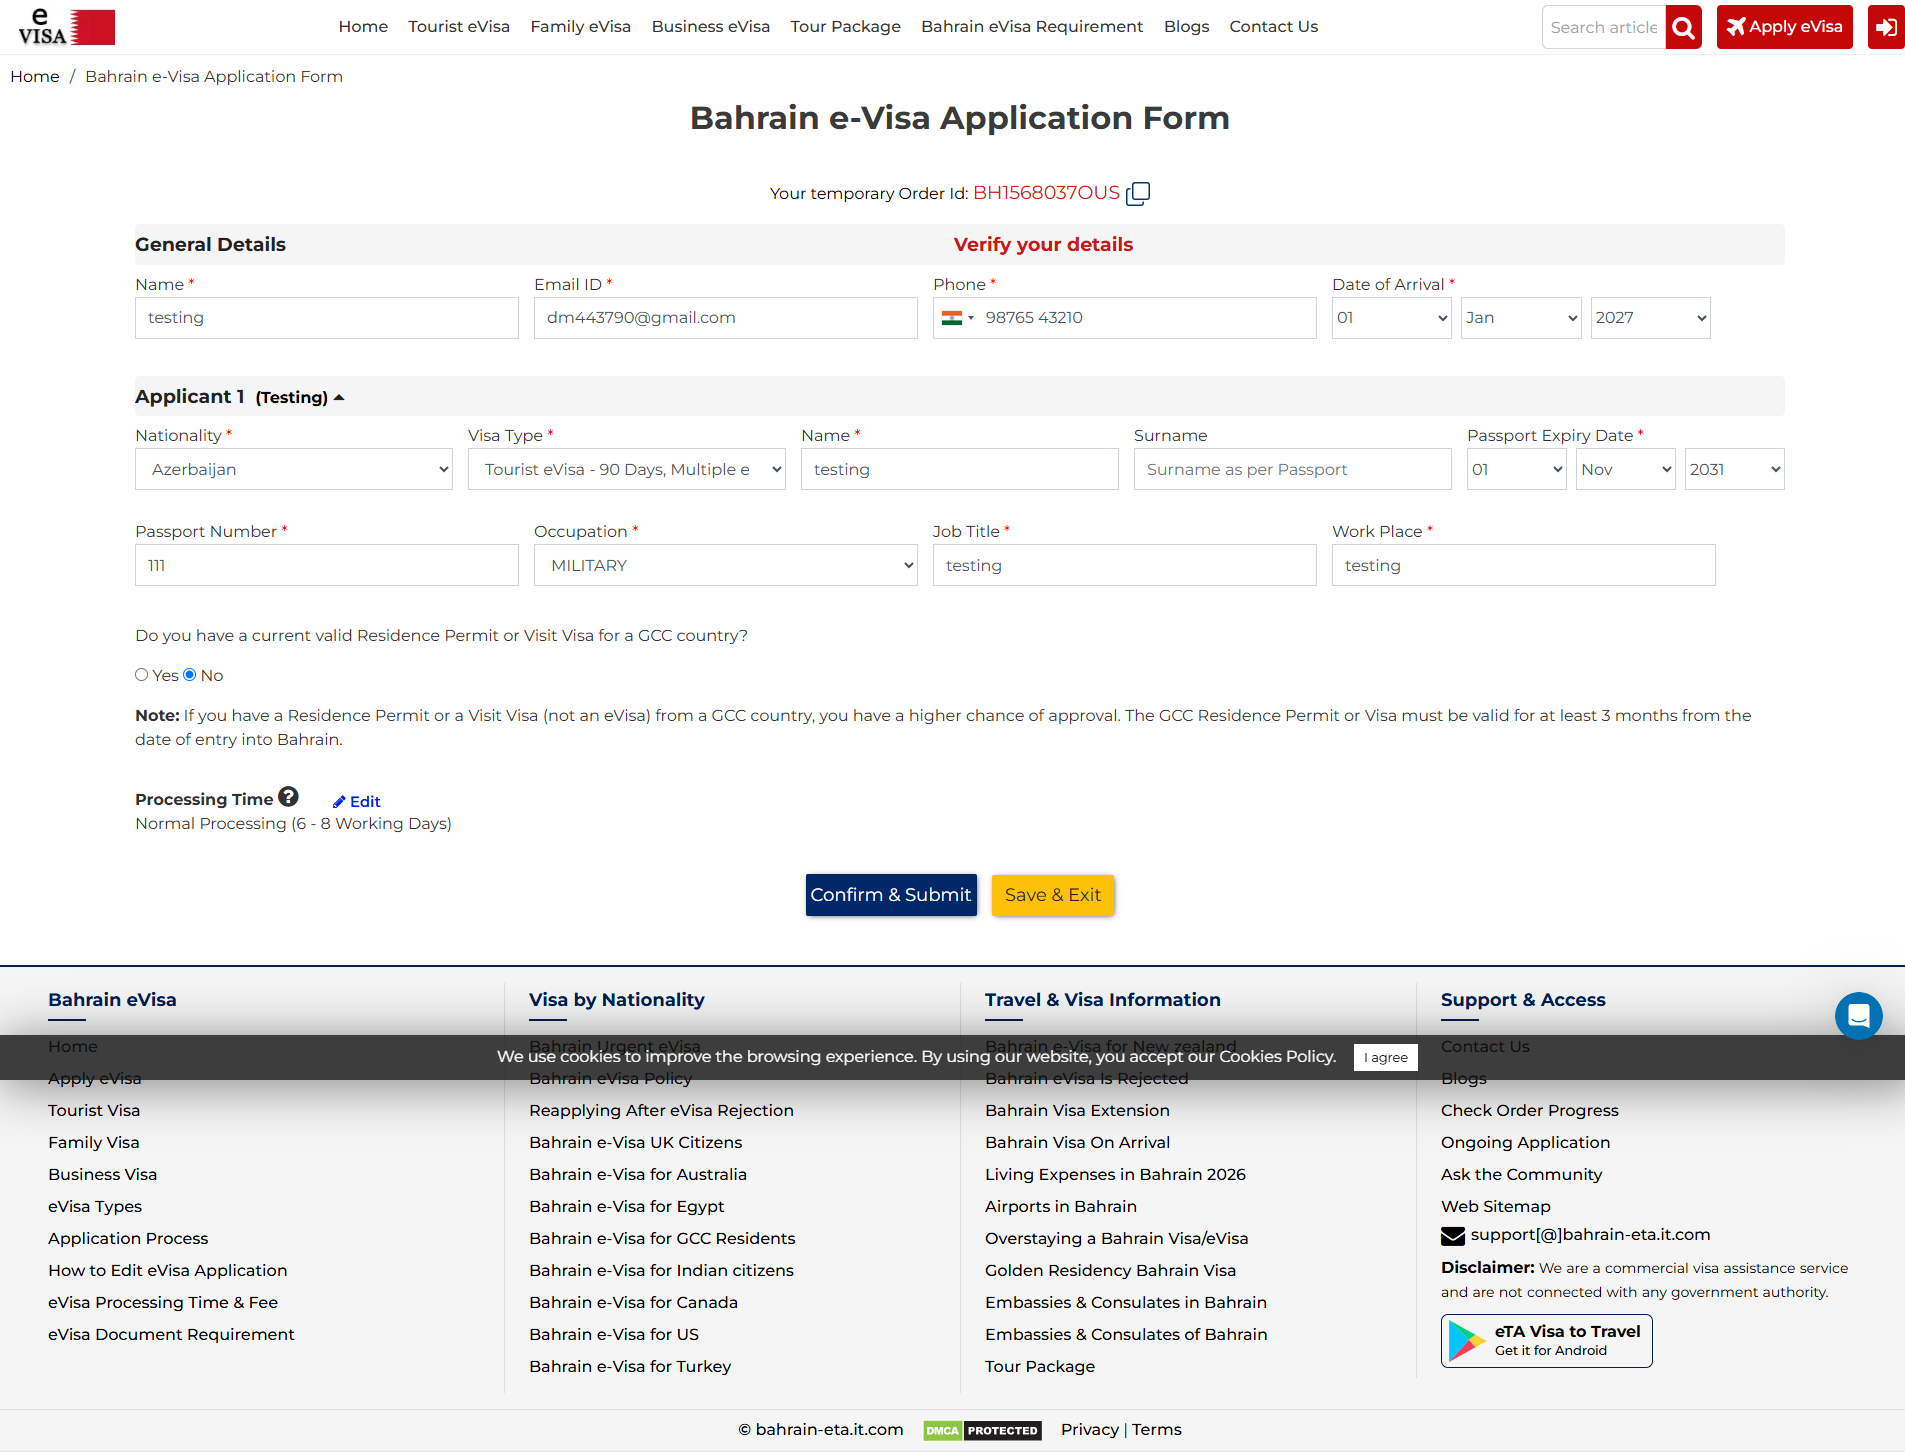 e
VISA
Home Tourist eVisa Family eVisa Business eVisa Tour Package Bahrain eVisa Requirement Blogs Contact Us
Search article
Apply eVisa
Home / Bahrain e-Visa Application Form
Bahrain e-Visa Application Form
Your temporary Order Id: BH1568037OUS
General Details Verify your details
Name * Email ID * Phone * Date of Arrival *
testing dm443790@gmail.com 98765 43210 01 Jan 2027
Applicant 1 (Testing)
Nationality * Visa Type * Name * Surname Passport Expiry Date *
Azerbaijan Tourist eVisa - 90 Days, Multiple e testing Surname as per Passport 01 Nov 2031
Passport Number * Occupation * Job Title * Work Place *
111 MILITARY testing testing
Do you have a current valid Residence Permit or Visit Visa for a GCC country?
Yes No
Note: If you have a Residence Permit or a Visit Visa (not an eVisa) from a GCC country, you have a higher chance of approval. The GCC Residence Permit or Visa must be valid for at least 3 months from the
date of entry into Bahrain.
Processing Time ? Edit
Normal Processing (6 - 8 Working Days)
Confirm & Submit Save & Exit
Bahrain eVisa
Home
Apply eVisa
Tourist Visa
Family Visa
Business Visa
eVisa Types
Application Process
How to Edit eVisa Application
eVisa Processing Time & Fee
eVisa Document Requirement
Visa by Nationality
Bahrain Urgent eVisa
Bahrain eVisa Policy
Reapplying After eVisa Rejection
Bahrain e-Visa UK Citizens
Bahrain e-Visa for Australia
Bahrain e-Visa for Egypt
Bahrain e-Visa for GCC Residents
Bahrain e-Visa for Indian citizens
Bahrain e-Visa for Canada
Bahrain e-Visa for US
Bahrain e-Visa for Turkey
Travel & Visa Information
Bahrain e-Visa for New zealand
Bahrain eVisa Is Rejected
Bahrain Visa Extension
Bahrain Visa On Arrival
Living Expenses in Bahrain 2026
Airports in Bahrain
Overstaying a Bahrain Visa/eVisa
Golden Residency Bahrain Visa
Embassies & Consulates in Bahrain
Embassies & Consulates of Bahrain
Tour Package
Support & Access
Contact Us
Blogs
Check Order Progress
Ongoing Application
Ask the Community
Web Sitemap
support[@]bahrain-eta.it.com
Disclaimer: We are a commercial visa assistance service
and are not connected with any government authority.
eTA Visa to Travel
Get it for Android
We use cookies to improve the browsing experience. By using our website, you accept our Cookies Policy. I agree
© bahrain-eta.it.com DMCA PROTECTED Privacy | Terms